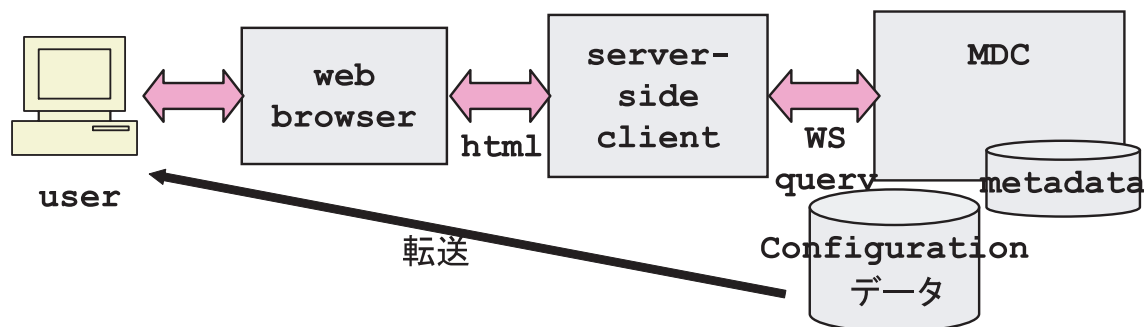 user
web
browser
html
server-
side
client
WS
query
MDC
metadata
Configuration
データ
転送